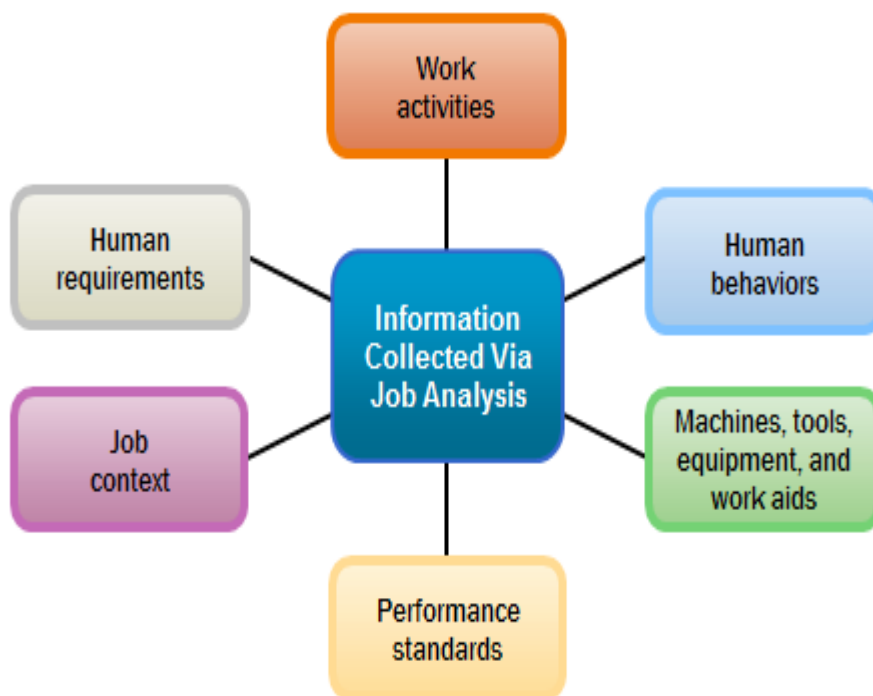 Work
activities
Human
requirements
Human
behaviors
Information
Collected Via
Job Analysis
Job
context
Machines, tools,
equipment, and
work aids
Performance
standards